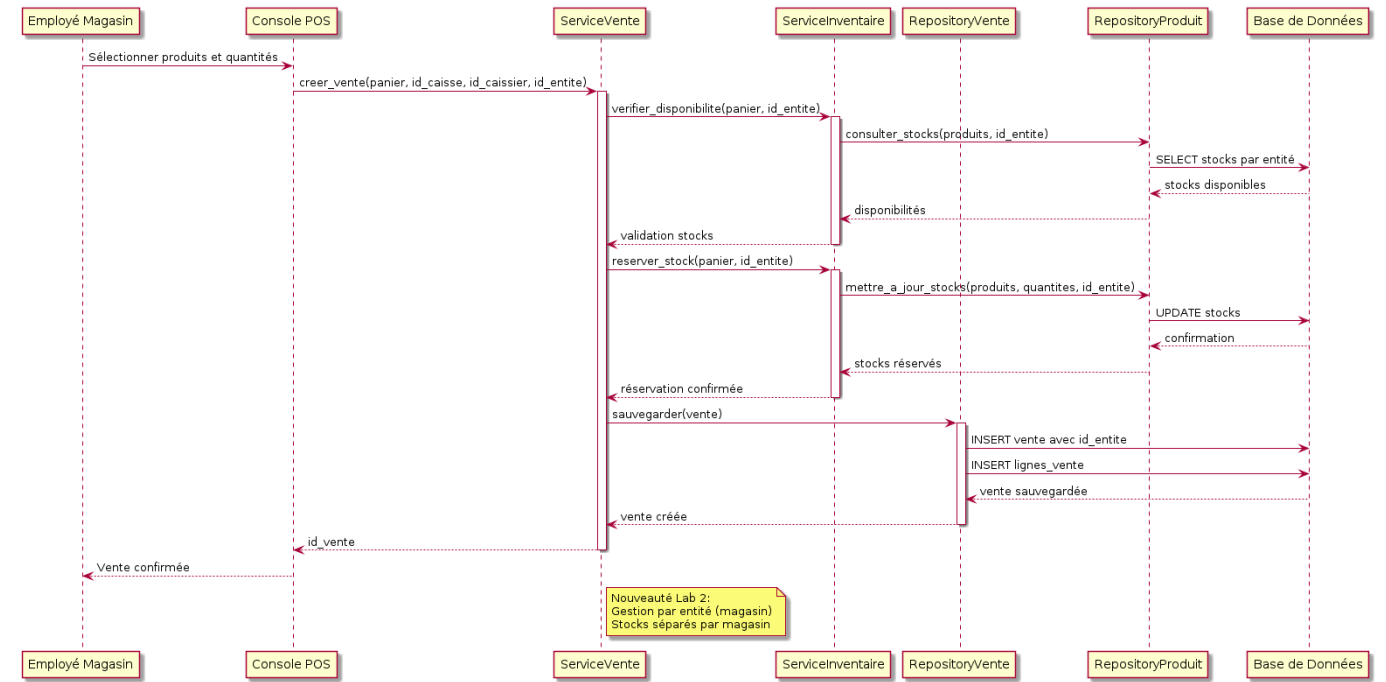 Employé Magasin
Console POS
ServiceVente
ServiceInventaire
RepositoryVente
RepositoryProduit
Base de Données
Sélectionner produits et quantités
creer_vente(panier, id_caisse, id_caissier, id_entite)
verifier_disponibilite(panier, id_entite)
consulter_stocks(produits, id_entite)
SELECT stocks par entité
stocks disponibles
disponibilités
validation stocks
reserver_stock(panier, id_entite)
mettre_a_jour_stocks(produits, quantites, id_entite)
UPDATE stocks
confirmation
stocks réservés
réservation confirmée
sauvegarder(vente)
INSERT vente avec id_entite
INSERT lignes_vente
vente sauvegardée
vente créée
id_vente
Vente confirmée
Nouveauté Lab 2:
Gestion par entité (magasin)
Stocks séparés par magasin
Employé Magasin
Console POS
ServiceVente
ServiceInventaire
RepositoryVente
RepositoryProduit
Base de Données